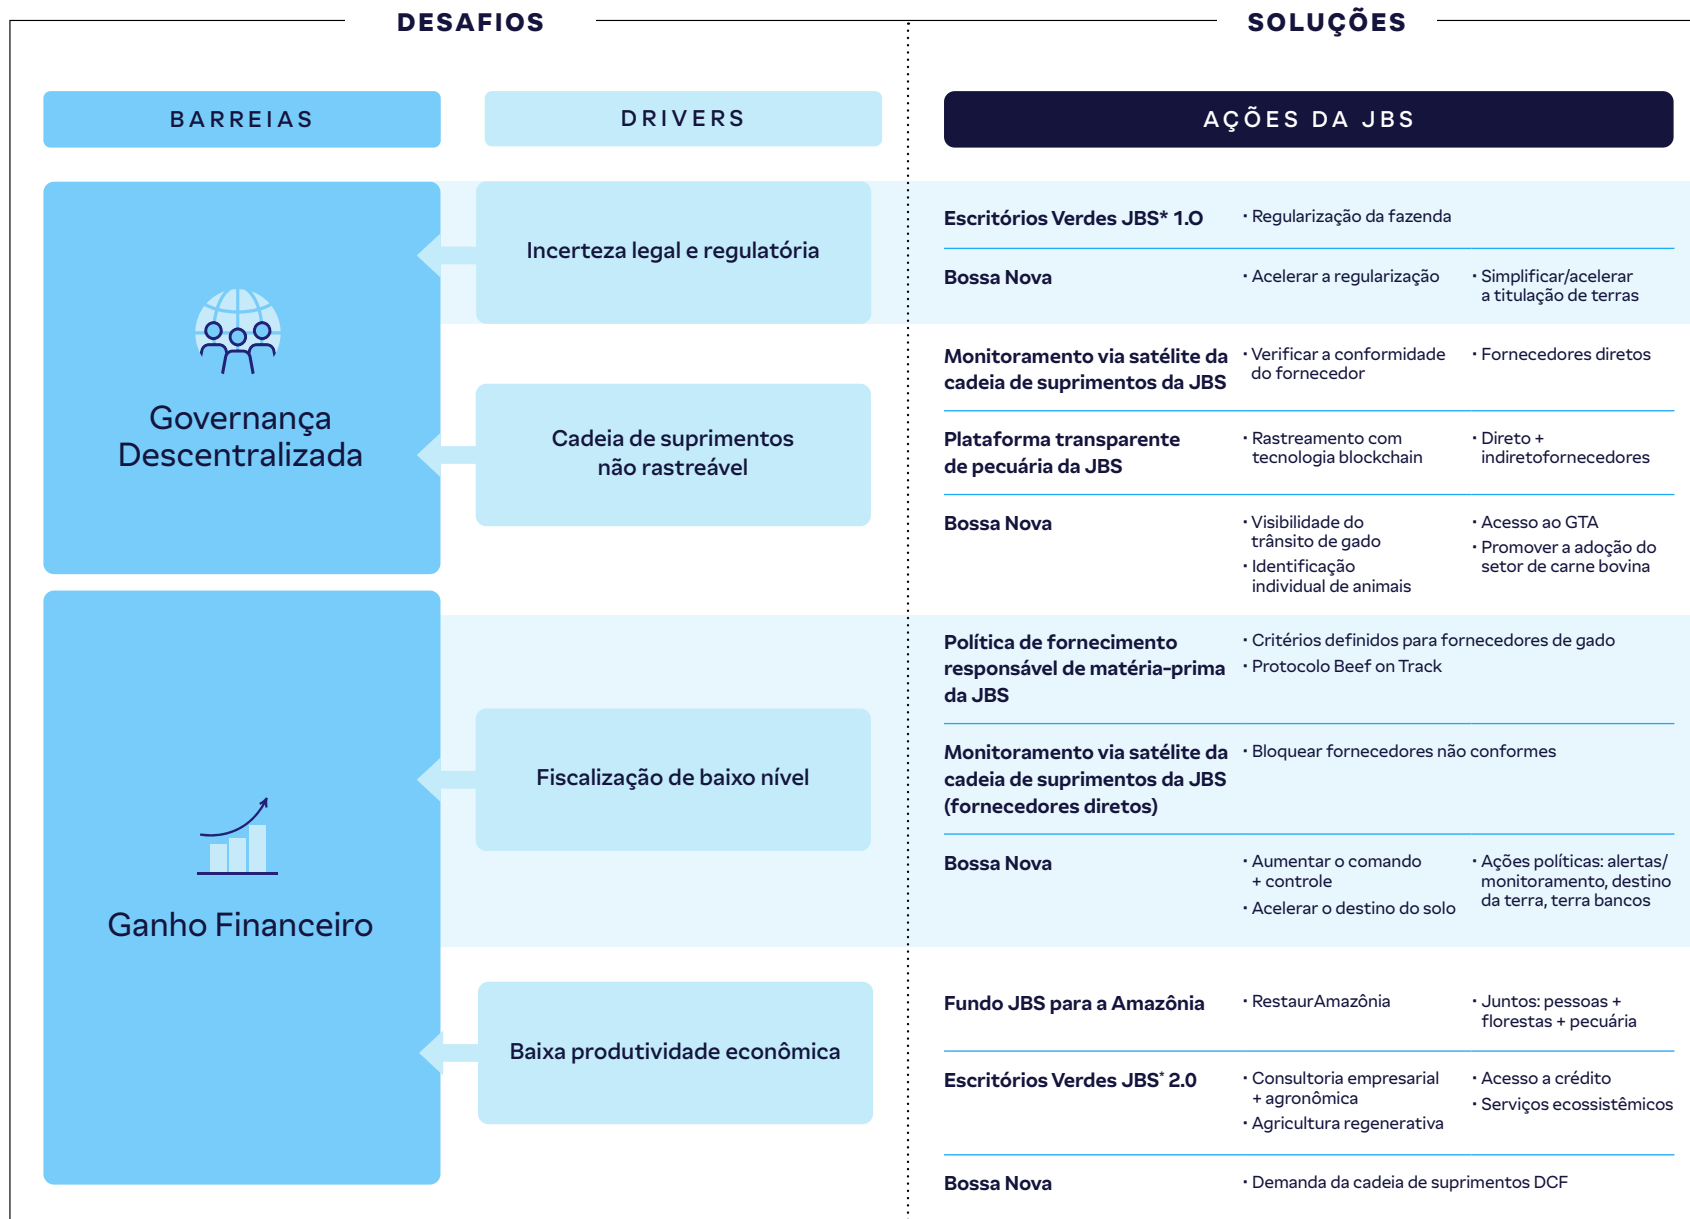 DESAFIOS
SOLUÇÕES
BARREIAS
DRIVERS
AÇÕES DA JBS
Governança
Descentralizada
Incerteza legal e regulatória
Escritórios Verdes JBS* 1.O
· Regularização da fazenda
Bossa Nova
· Acelerar a regularização
· Simplificar/acelerar
a titulação de terras
Cadeia de suprimentos
não rastreável
Monitoramento via satélite da
cadeia de suprimentos da JBS
· Verificar a conformidade
do fornecedor
· Fornecedores diretos
Plataforma transparente
de pecuária da JBS
· Rastreamento com
tecnologia blockchain
· Direto +
indiretofornecedores
Bossa Nova
· Visibilidade do
trânsito de gado
· Identificação
individual de animais
· Acesso ao GTA
· Promover a adoção do
setor de carne bovina
Ganho Financeiro
Fiscalização de baixo nível
Política de fornecimento
responsável de matéria-prima
da JBS
· Critérios definidos para fornecedores de gado
· Protocolo Beef on Track
Monitoramento via satélite da
cadeia de suprimentos da JBS
(fornecedores diretos)
· Bloquear fornecedores não conformes
Bossa Nova
· Aumentar o comando
+ controle
· Acelerar o destino do solo
· Ações políticas: alertas/
monitoramento, destino
da terra, terra bancos
Baixa produtividade econômica
Fundo JBS para a Amazônia
· RestaurAmazônia
· Juntos: pessoas +
florestas + pecuária
Escritórios Verdes JBS* 2.0
· Consultoria empresarial
+ agronômica
· Agricultura regenerativa
· Acesso a crédito
· Serviços ecossistêmicos
Bossa Nova
· Demanda da cadeia de suprimentos DCF